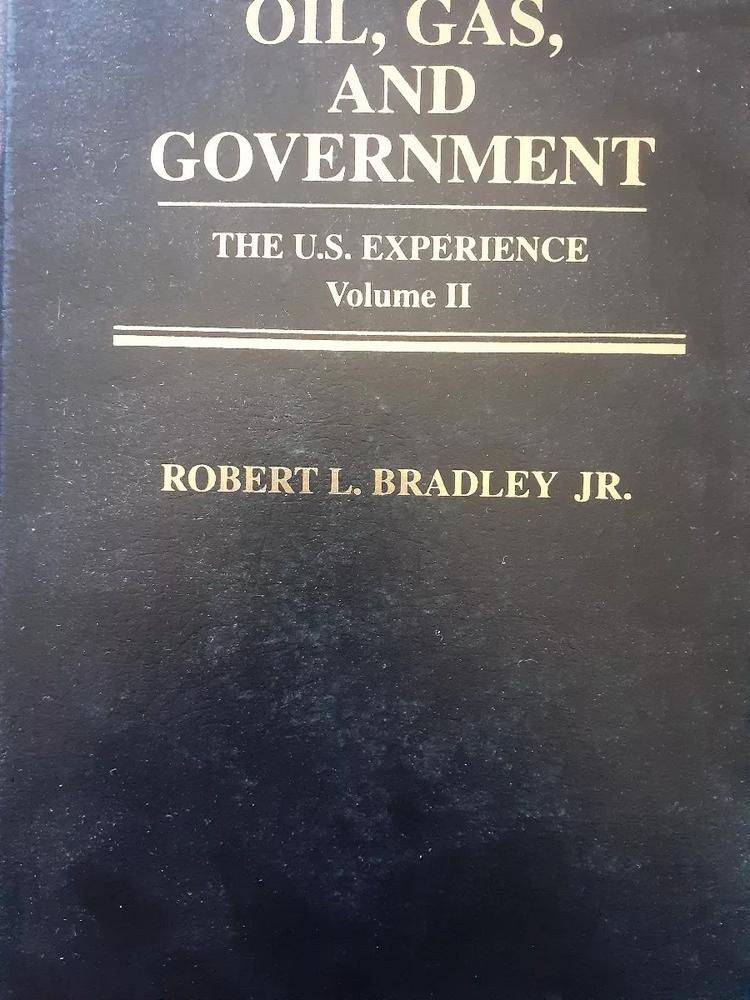 OIL, GAS,
AND
GOVERNMENT
THE U.S. EXPERIENCE
Volume II
ROBERT L. BRADLEY JR.